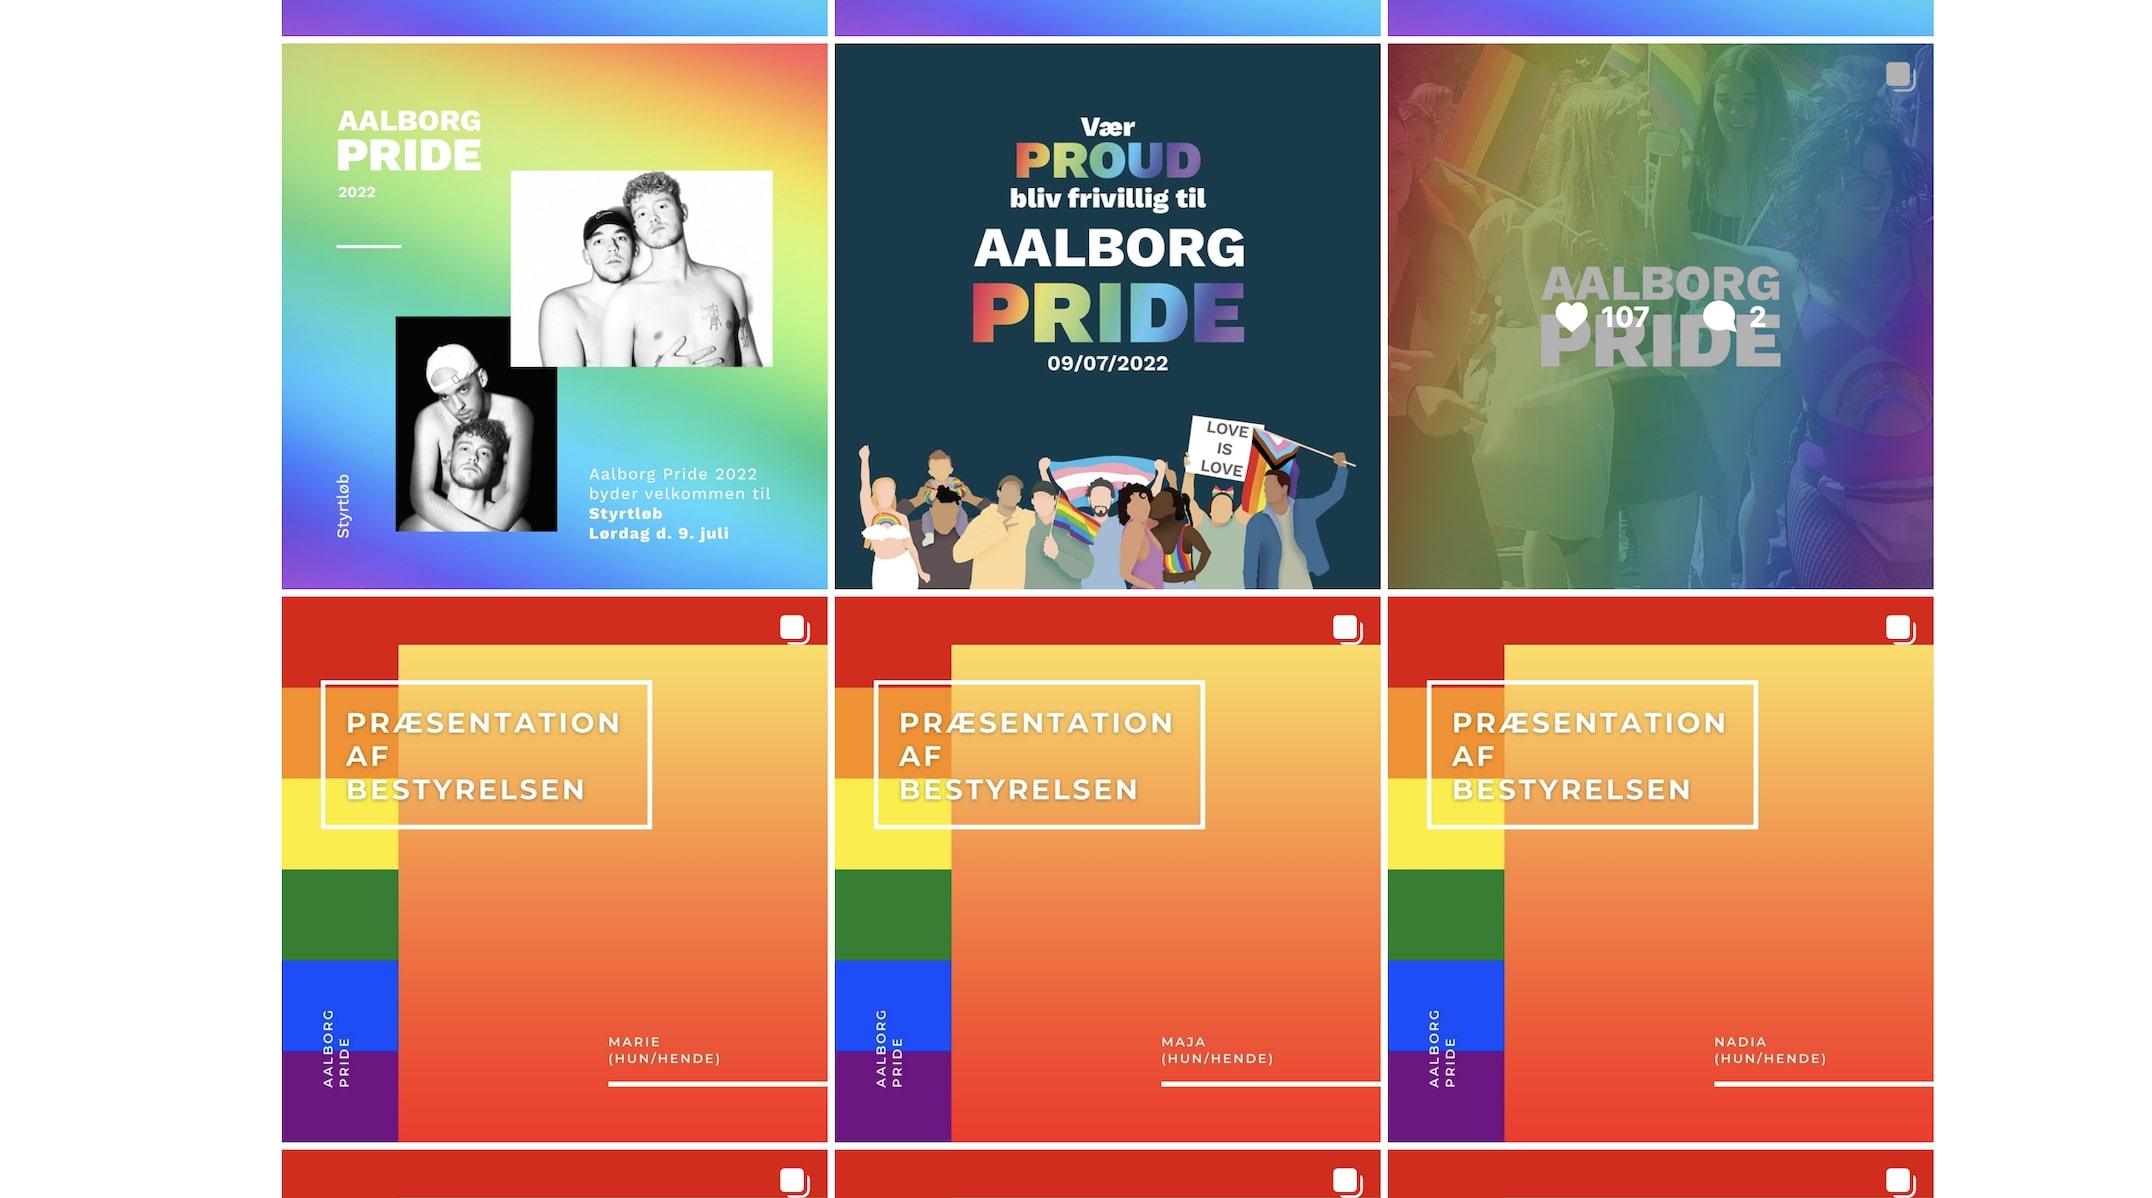 AALBORG
PRIDE
2022
Styrtløb
Aalborg Pride 2022
byder velkommen til
Styrtløb
Lørdag d. 9. juli
Vær
PROUD
bliv frivillig til
AALBORG
PRIDE
09/07/2022
LOVE
IS
LOVE
AALBORG
PRIDE
107
2
PRÆSENTATION
AF
BESTYRELSEN
AALBORG
PRIDE
MARIE
(HUN/HENDE)
PRÆSENTATION
AF
BESTYRELSEN
AALBORG
PRIDE
MAJA
(HUN/HENDE)
PRÆSENTATION
AF
BESTYRELSEN
AALBORG
PRIDE
NADIA
(HUN/HENDE)